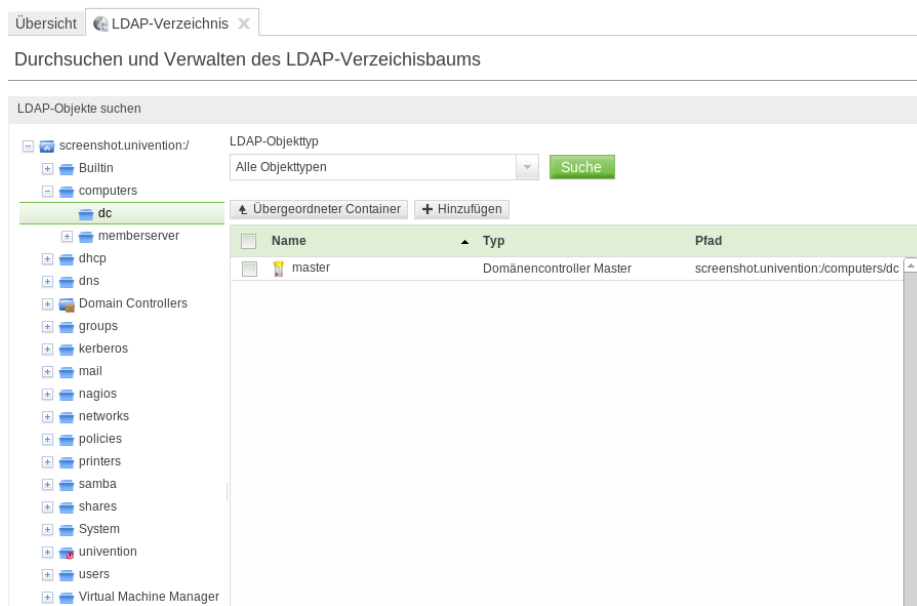 Übersicht LDAP-Verzeichnis
Durchsuchen und Verwalten des LDAP-Verzeichisbaums
LDAP-Objekte suchen
screenshot.univention:/
Builtin
computers
dc
memberserver
dhcp
dns
Domain Controllers
groups
kerberos
mail
nagios
networks
policies
printers
samba
shares
System
univention
users
Virtual Machine Manager
LDAP-Objekttyp
Alle Objekttypen Suche
Übergeordneter Container Hinzufügen
Name Typ Pfad
master Domänencontroller Master screenshot.univention:/computers/dc